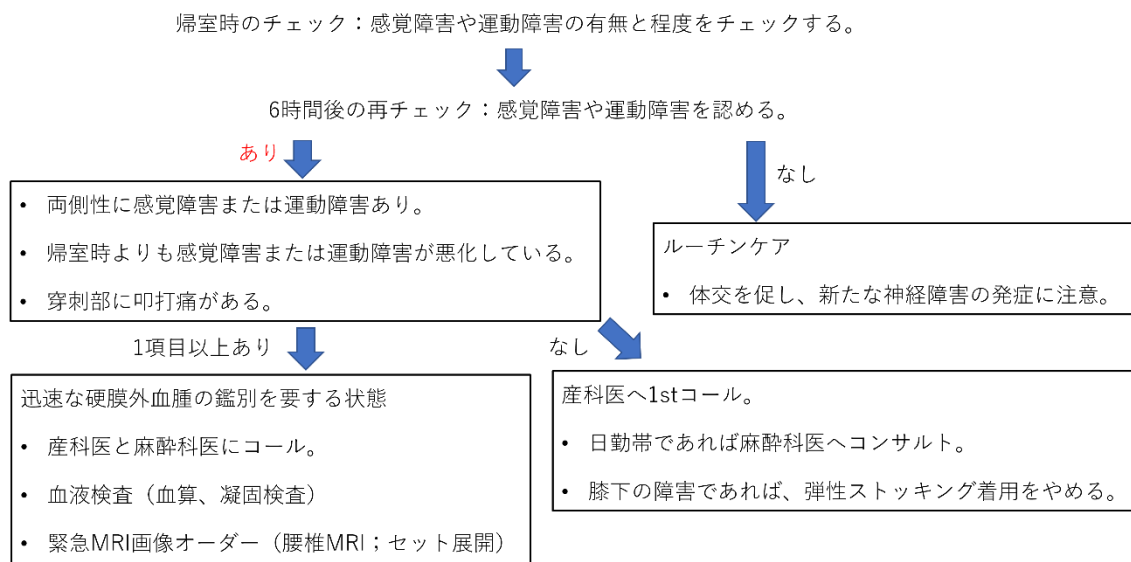 帰室時のチェック：感覚障害や運動障害の有無と程度をチェックする。
6時間後の再チェック：感覚障害や運動障害を認める。
あり
なし
• 両側性に感覚障害または運動障害あり。
• 帰室時よりも感覚障害または運動障害が悪化している。
• 穿刺部に叩打痛がある。
ルーチンケア
• 体交を促し、新たな神経障害の発症に注意。
1項目以上あり
なし
迅速な硬膜外血腫の鑑別を要する状態
• 産科医と麻酔科医にコール。
• 血液検査（血算、凝固検査）
• 緊急MRI画像オーダー（腰椎MRI；セット展開）
産科医へ1stコール。
• 日勤帯であれば麻酔科医へコンサルト。
• 膝下の障害であれば、弾性ストッキング着用をやめる。